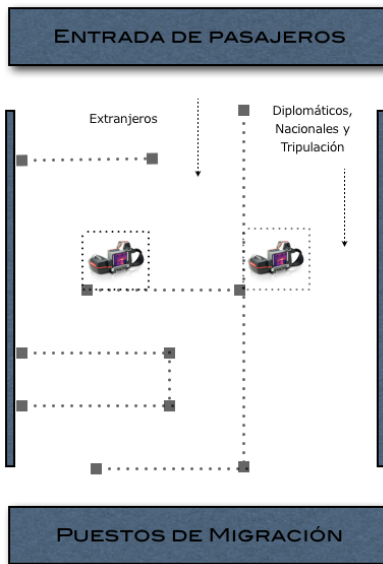 ENTRADA DE PASAJEROS
Extranjeros
Diplomáticos,
Nacionales y
Tripulación
PUESTOS DE MIGRACIÓN